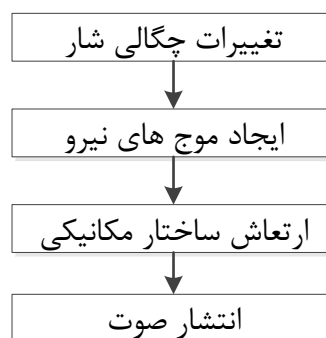 تغییرات چگالی شار
ایجاد موج های نیرو
ارتعاش ساختار مکانیکی
انتشار صوت